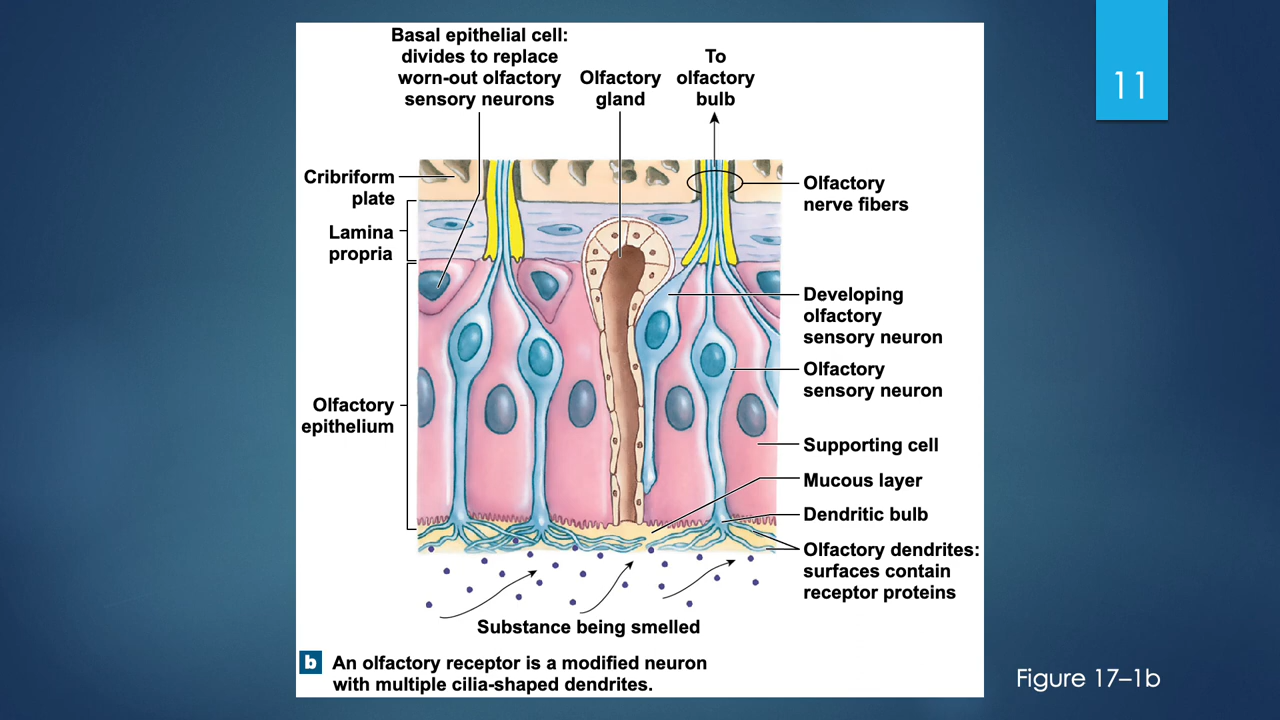 Basal epithelial cell:
divides to replace
worn-out olfactory
sensory neurons
Olfactory
gland
To
olfactory
bulb
11
Cribriform
plate
Lamina
propria
Olfactory
epithelium
Olfactory
nerve fibers
Developing
olfactory
sensory neuron
Olfactory
sensory neuron
Supporting cell
Mucous layer
Dendritic bulb
Olfactory dendrites:
surfaces contain
receptor proteins
Substance being smelled
b An olfactory receptor is a modified neuron
with multiple cilia-shaped dendrites.
Figure 17–1b